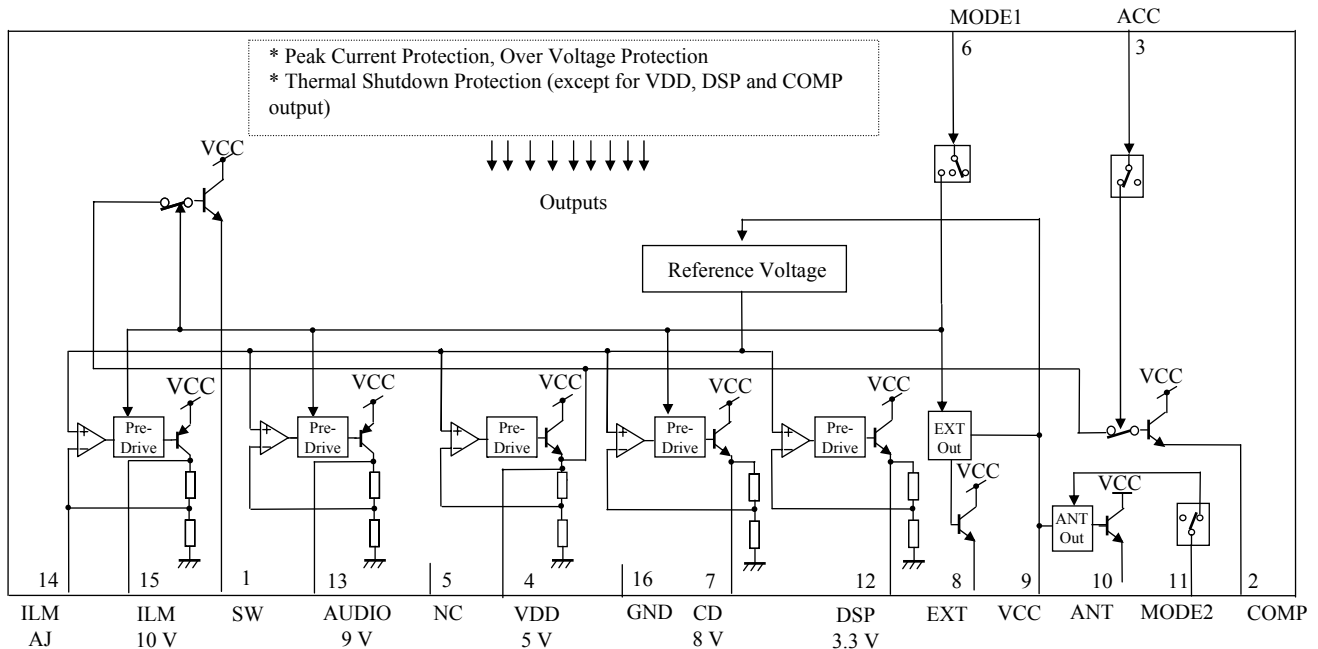 MODE1 ACC
6 3
* Peak Current Protection, Over Voltage Protection
* Thermal Shutdown Protection (except for VDD, DSP and COMP
output)
VCC
Outputs
Reference Voltage
VCC VCC VCC VCC VCC VCC
+ − Pre-
Drive
+ − Pre-
Drive
+ − Pre-
Drive
+ − Pre-
Drive
+ − Pre-
Drive
EXT
Out
VCC
VCC
ANT
Out
14 15 1 13 5 4 16 7 12 8 9 10 11 2
ILM ILM SW AUDIO NC VDD GND CD DSP EXT VCC ANT MODE2 COMP
AJ 10 V 9 V 5 V 8 V 3.3 V